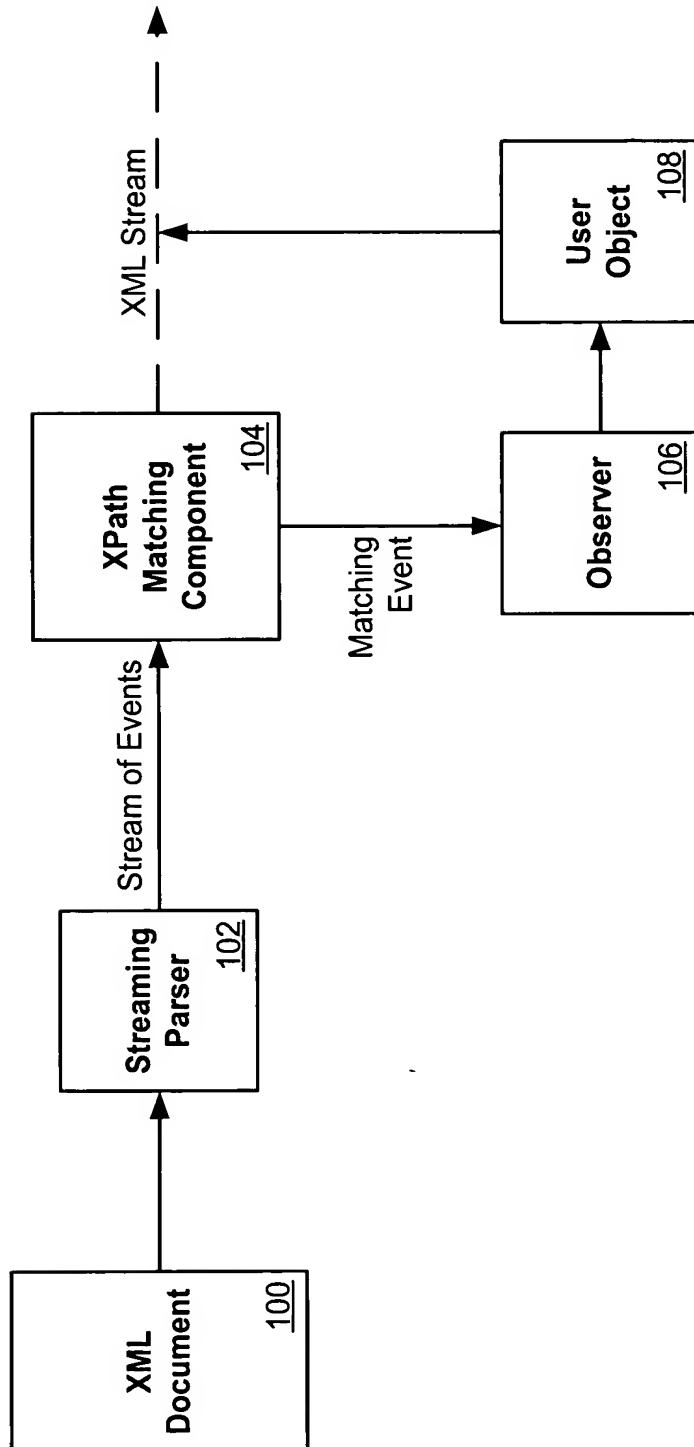 XML
Document
100
Streaming
Parser
102
Stream of Events
XPath
Matching
Component
104
XML Stream
Matching
Event
Observer
106
User
Object
108